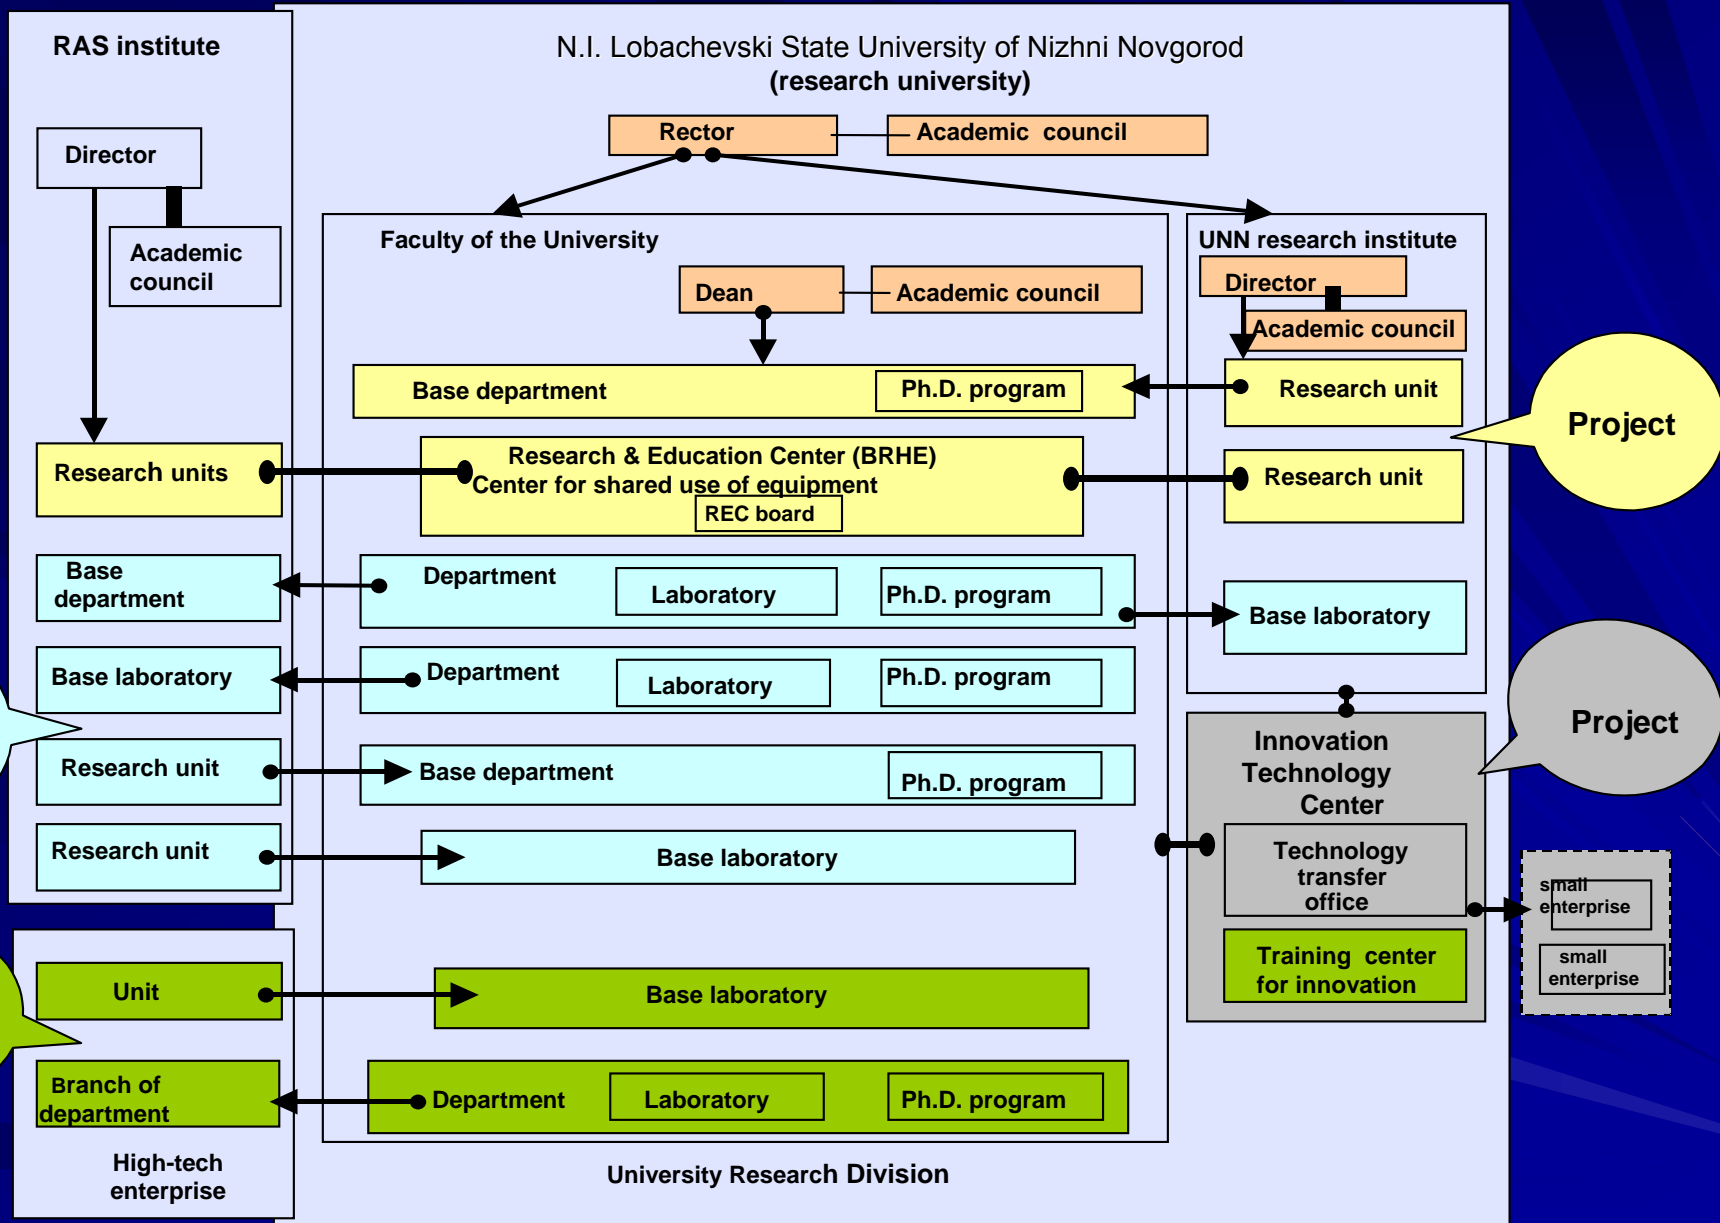 RAS institute
Director
Academic
council
Research units
Base
department
Base laboratory
Research unit
Research unit
Unit
Branch of
department
High-tech
enterprise
N.I. Lobachevski State University of Nizhni Novgorod
(research university)
Rector
Academic council
Faculty of the University
Dean
Academic council
Base department
Ph.D. program
Research & Education Center (BRHE)
Center for shared use of equipment
REC board
Department
Laboratory
Ph.D. program
Department
Laboratory
Ph.D. program
Base department
Ph.D. program
Base laboratory
Base laboratory
Department
Laboratory
Ph.D. program
University Research Division
UNN research institute
Director
Academic council
Research unit
Research unit
Base laboratory
Innovation
Technology
Center
Technology
transfer
office
Training center
for innovation
Project
Project
small
enterprise
small
enterprise